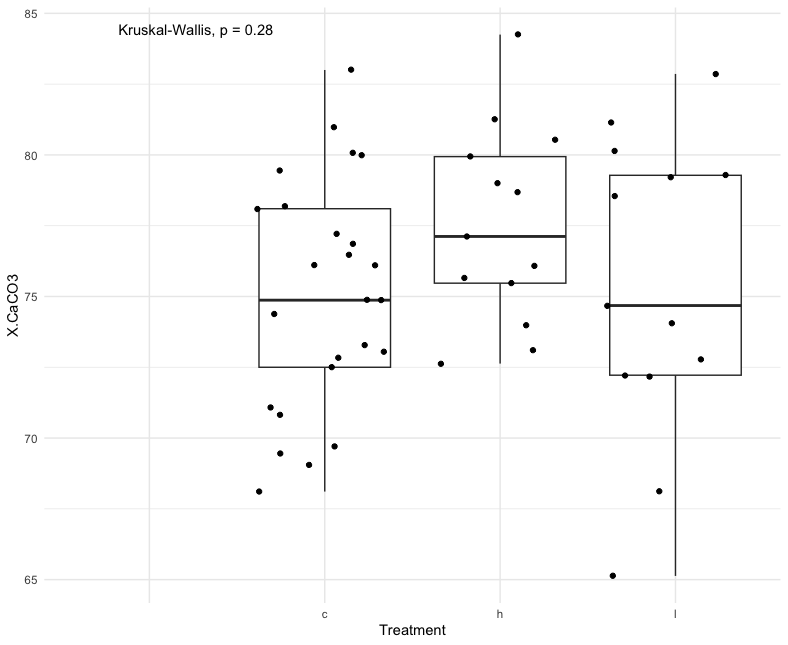 Kruskal-Wallis, p = 0.28
85
80
75
70
65
X.CaCO3
c h l
Treatment